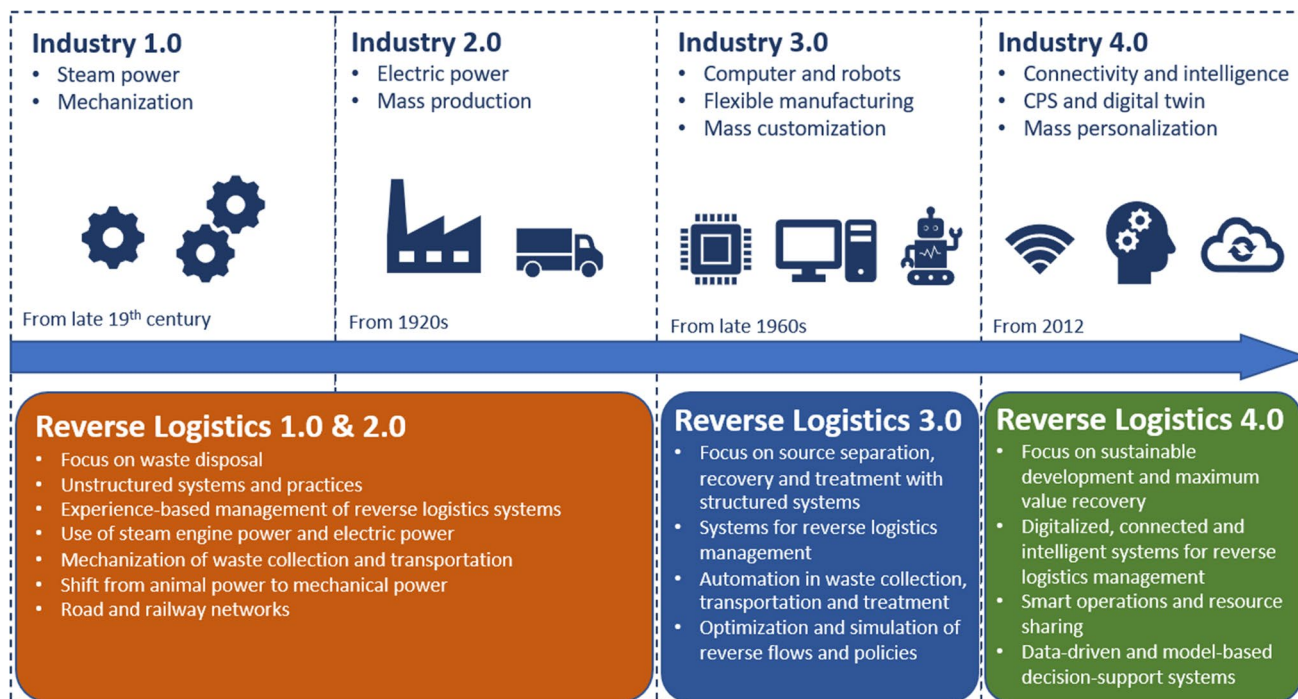 Industry 1.0
• Steam power
• Mechanization
From late 19th century
Industry 2.0
• Electric power
• Mass production
From 1920s
Industry 3.0
• Computer and robots
• Flexible manufacturing
• Mass customization
From late 1960s
Industry 4.0
• Connectivity and intelligence
• CPS and digital twin
• Mass personalization
From 2012
Reverse Logistics 1.0 & 2.0
• Focus on waste disposal
• Unstructured systems and practices
• Experience-based management of reverse logistics systems
• Use of steam engine power and electric power
• Mechanization of waste collection and transportation
• Shift from animal power to mechanical power
• Road and railway networks
Reverse Logistics 3.0
• Focus on source separation,
recovery and treatment with
structured systems
• Systems for reverse logistics
management
• Automation in waste collection,
transportation and treatment
• Optimization and simulation of
reverse flows and policies
Reverse Logistics 4.0
• Focus on sustainable
development and maximum
value recovery
• Digitalized, connected and
intelligent systems for reverse
logistics management
• Smart operations and resource
sharing
• Data-driven and model-based
decision-support systems